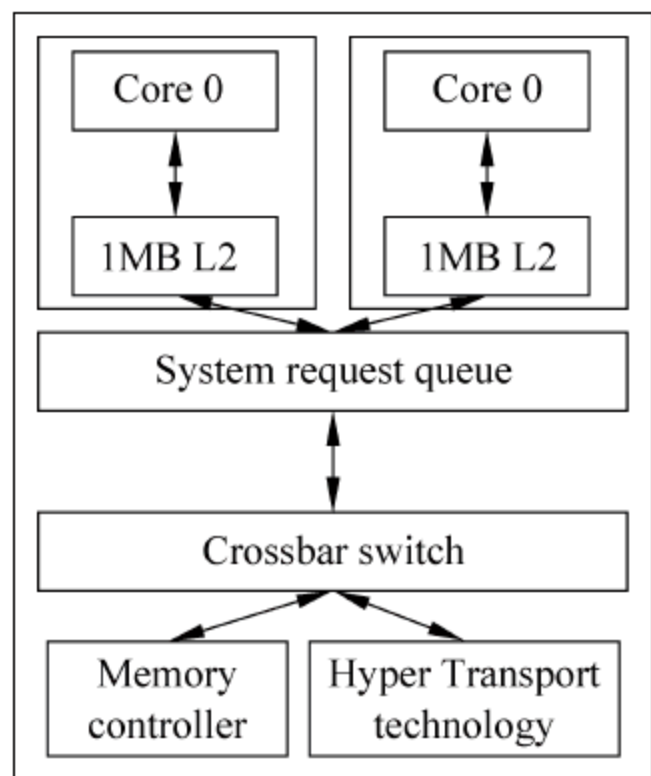 Core 0
Core 0
1MB L2
1MB L2
System request queue
Crossbar switch
Memory
controller
Hyper Transport
technology